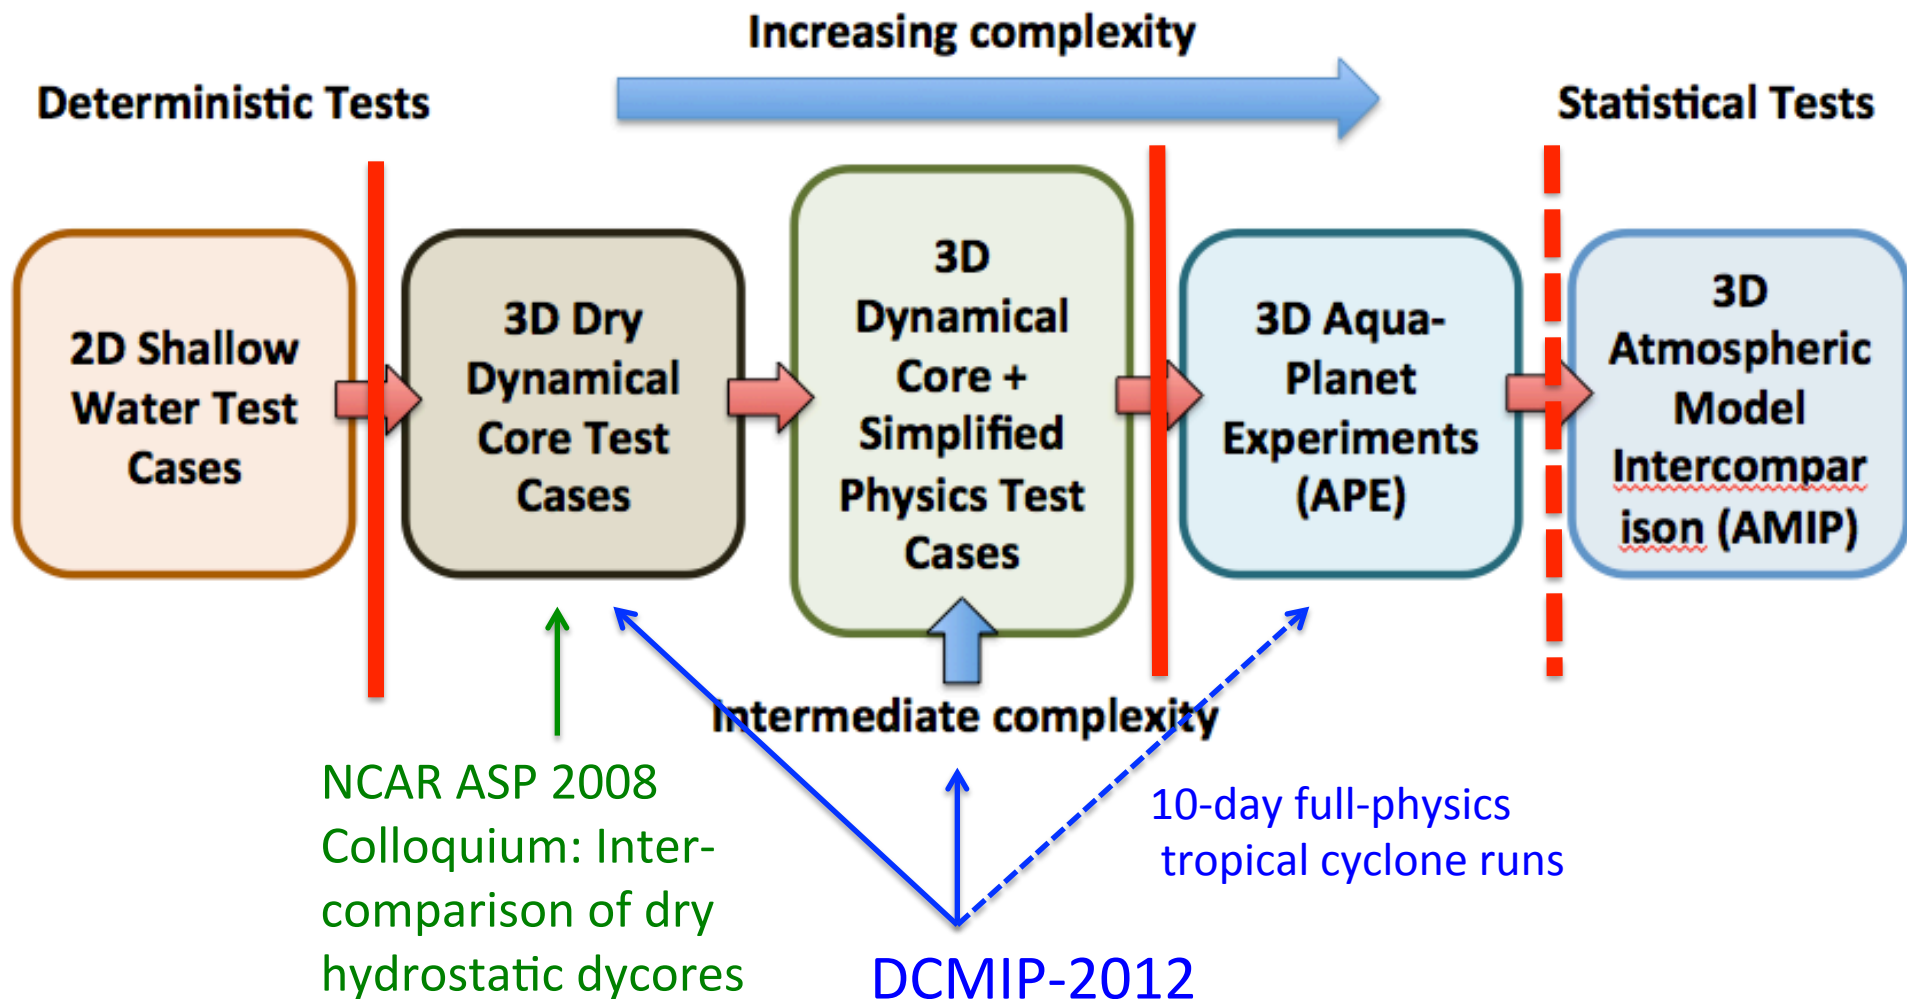 Increasing complexity
Deterministic Tests
Statistical Tests
2D Shallow
Water Test
Cases
3D Dry
Dynamical
Core Test
Cases
3D
Dynamical
Core +
Simplified
Physics Test
Cases
3D Aqua-
Planet
Experiments
(APE)
3D
Atmospheric
Model
Intercompar
ison (AMIP)
Intermediate complexity
NCAR ASP 2008
Colloquium: Inter-
comparison of dry
hydrostatic dycores
10-day full-physics
tropical cyclone runs
DCMIP-2012